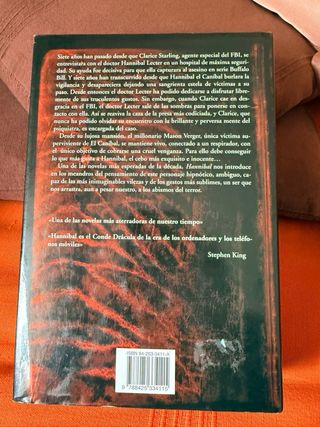 Siete años han pasado desde que Clarice Starling, agente especial del FBI, se
entrevistara con el doctor Hannibal Lecter en un hospital de máxima seguri-
dad. Su ayuda fue decisiva para que ella capturara al asesino en serie Buffalo
Bill. Y siete años han transcurrido desde que Hannibal el Caníbal burlara la
vigilancia y desapareciera dejando una sangrienta estela de víctimas a su paso.
Desde entonces el doctor Lecter ha podido dedicarse a disfrutar libre-
mente de sus truculentos gustos. Sin embargo, cuando Clarice cae en des-
gracia en el FBI, el doctor Lecter sale de las sombras para ponerse en con-
tacto con ella. Así se reaviva la caza de la presa más codiciada, y Clarice, que
nunca ha podido olvidar su encuentro con la brillante y perversa mente del
psiquiatra, es encargada del caso.
Desde su lujosa mansión, el millonario Mason Verger, única víctima su-
perviviente de El Caníbal, se mantiene vivo, conectado a un respirador, con
el único objetivo de cobrarse una cruel venganza. Para ello debe conseguir
lo que más gusta a Hannibal, el cebo más exquisito e inocente...
Una de las novelas más esperadas de la década, Hannibal nos introduce
en los meandros del pensamiento de este personaje hipnótico, ambiguo, ca-
paz de las más inimaginables vilezas y de los gustos más sublimes, un ser que
nos arrastra, aun a pesar nuestro, a los abismos del terror.
«Una de las novelas más aterradoras de nuestro tiempo»
«Hannibal es el Conde Drácula de la era de los ordenadores y los teléfo-
nos móviles»
Stephen King
ISBN 84-253-3411-X
9 788425 334115